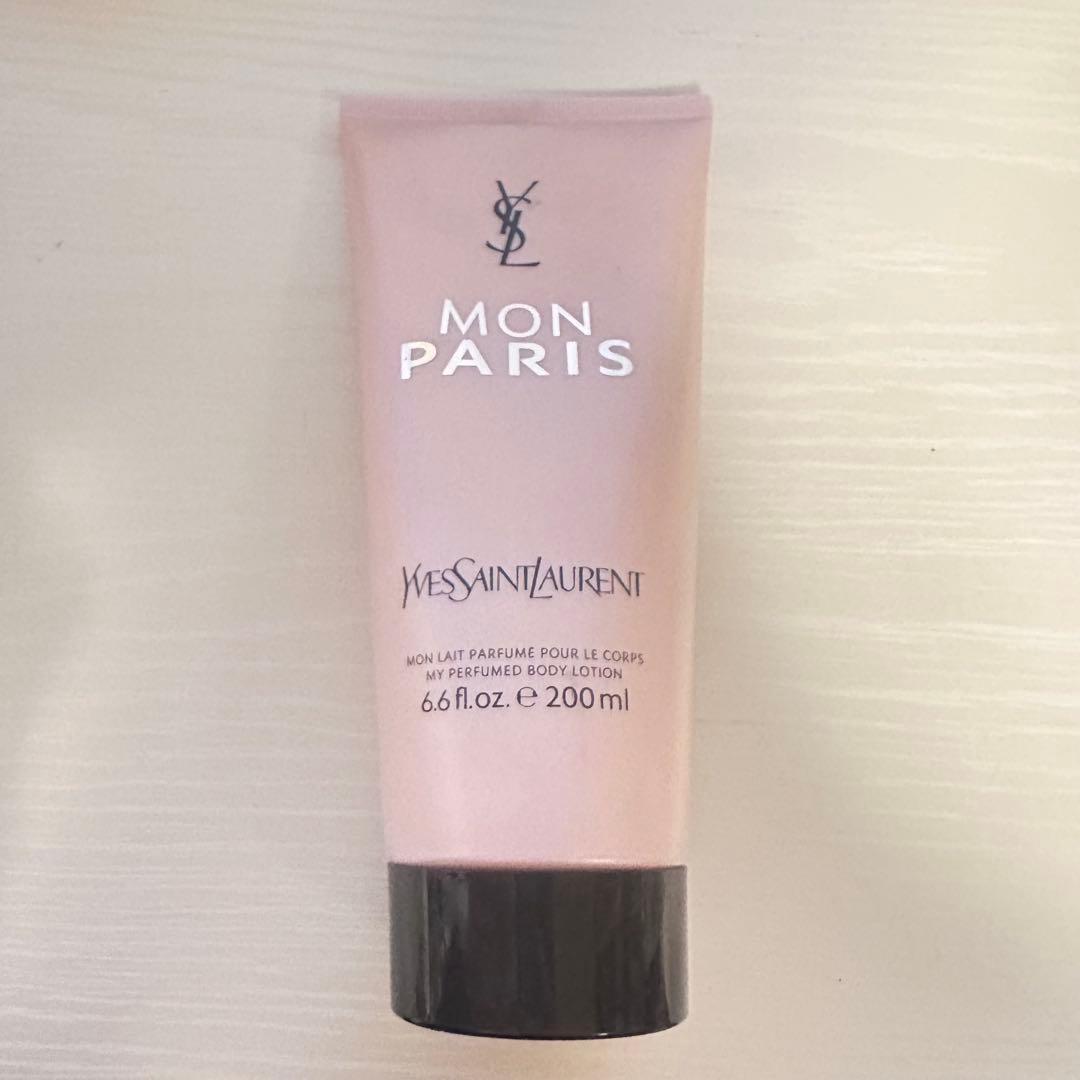 YSL
MON
PARIS
YVESSAINTLAURENT
MON LAIT PARFUMÉ POUR LE CORPS
MY PERFUMED BODY LOTION
6.6 fl.oz. ℮ 200 ml